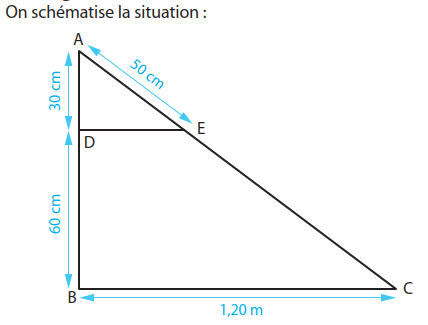 On schématise la situation :
A
50 cm
30 cm
E
D
60 cm
B
C
1,20 m